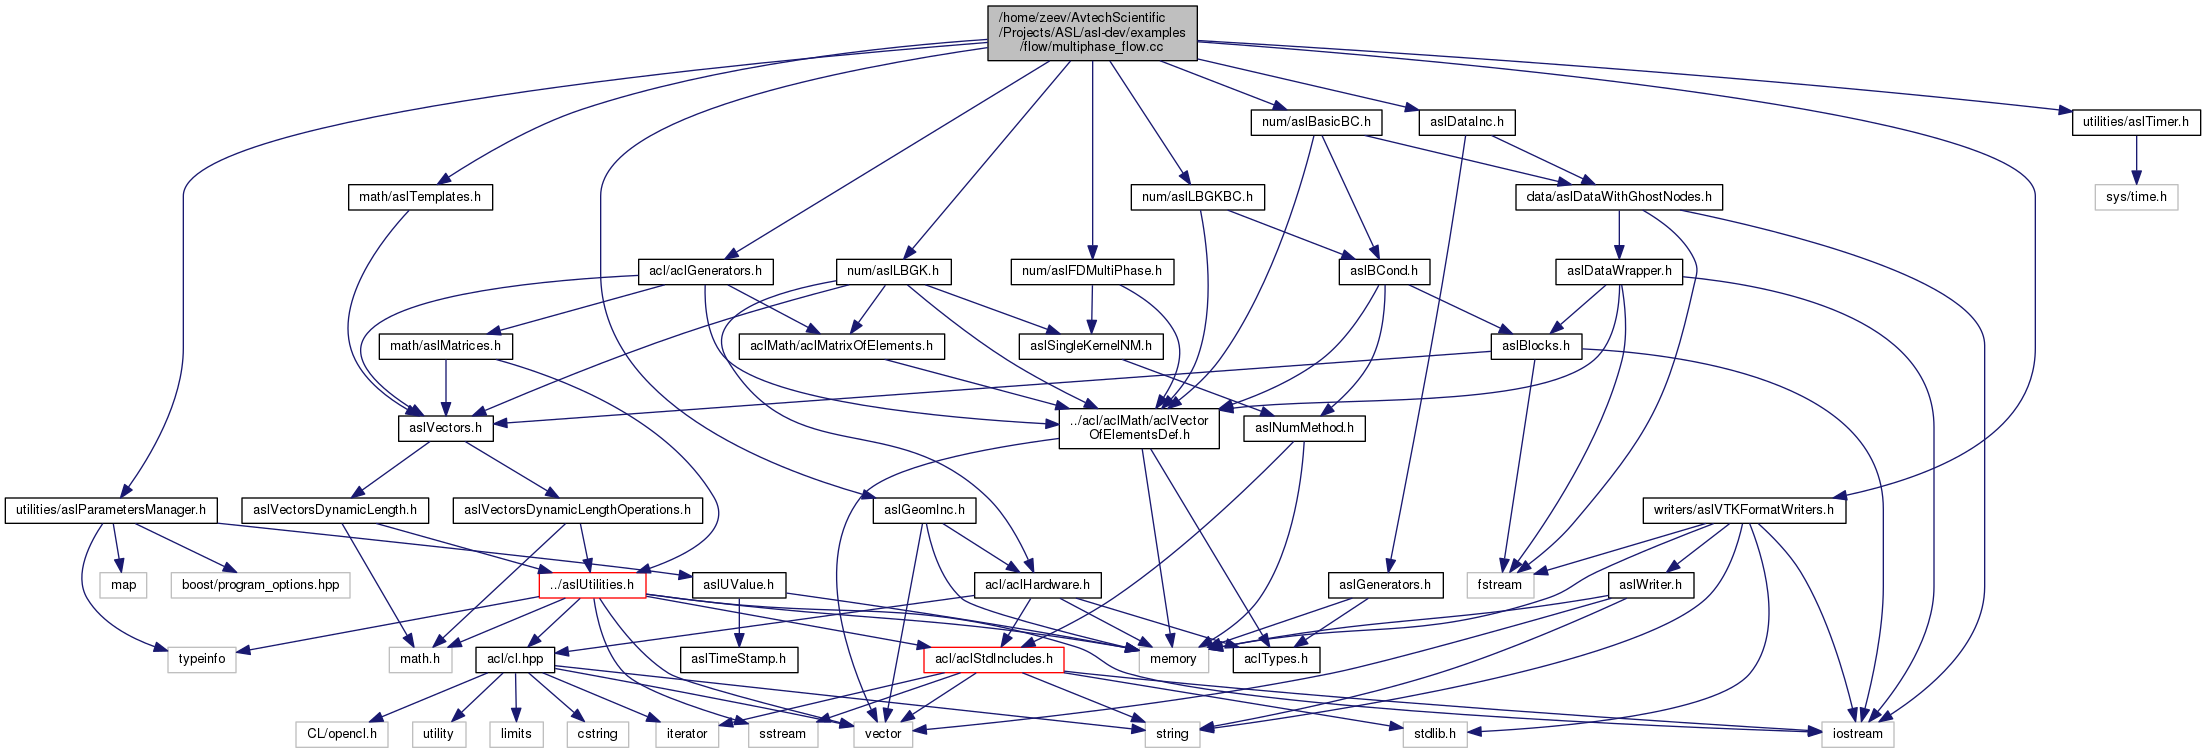 /home/zeev/AvtechScientific
/Projects/ASL/asl-dev/examples
/flow/multiphase_flow.cc
num/aslBasicBC.h
aslDataInc.h
utilities/aslTimer.h
math/aslTemplates.h
num/aslLBGKBC.h
data/aslDataWithGhostNodes.h
sys/time.h
acl/aclGenerators.h
num/aslLBGK.h
num/aslFDMultiPhase.h
aslBCond.h
aslDataWrapper.h
math/aslMatrices.h
aclMath/aclMatrixOfElements.h
aslSingleKernelNM.h
aslBlocks.h
aslVectors.h
../acl/aclMath/aclVector
OfElementsDef.h
aslNumMethod.h
utilities/aslParametersManager.h
aslVectorsDynamicLength.h
aslVectorsDynamicLengthOperations.h
aslGeomInc.h
writers/aslVTKFormatWriters.h
map
boost/program_options.hpp
../aslUtilities.h
aslUValue.h
acl/aclHardware.h
aslGenerators.h
fstream
aslWriter.h
typeinfo
math.h
acl/cl.hpp
aslTimeStamp.h
acl/aclStdIncludes.h
memory
aclTypes.h
CL/opencl.h
utility
limits
cstring
iterator
sstream
vector
string
stdlib.h
iostream